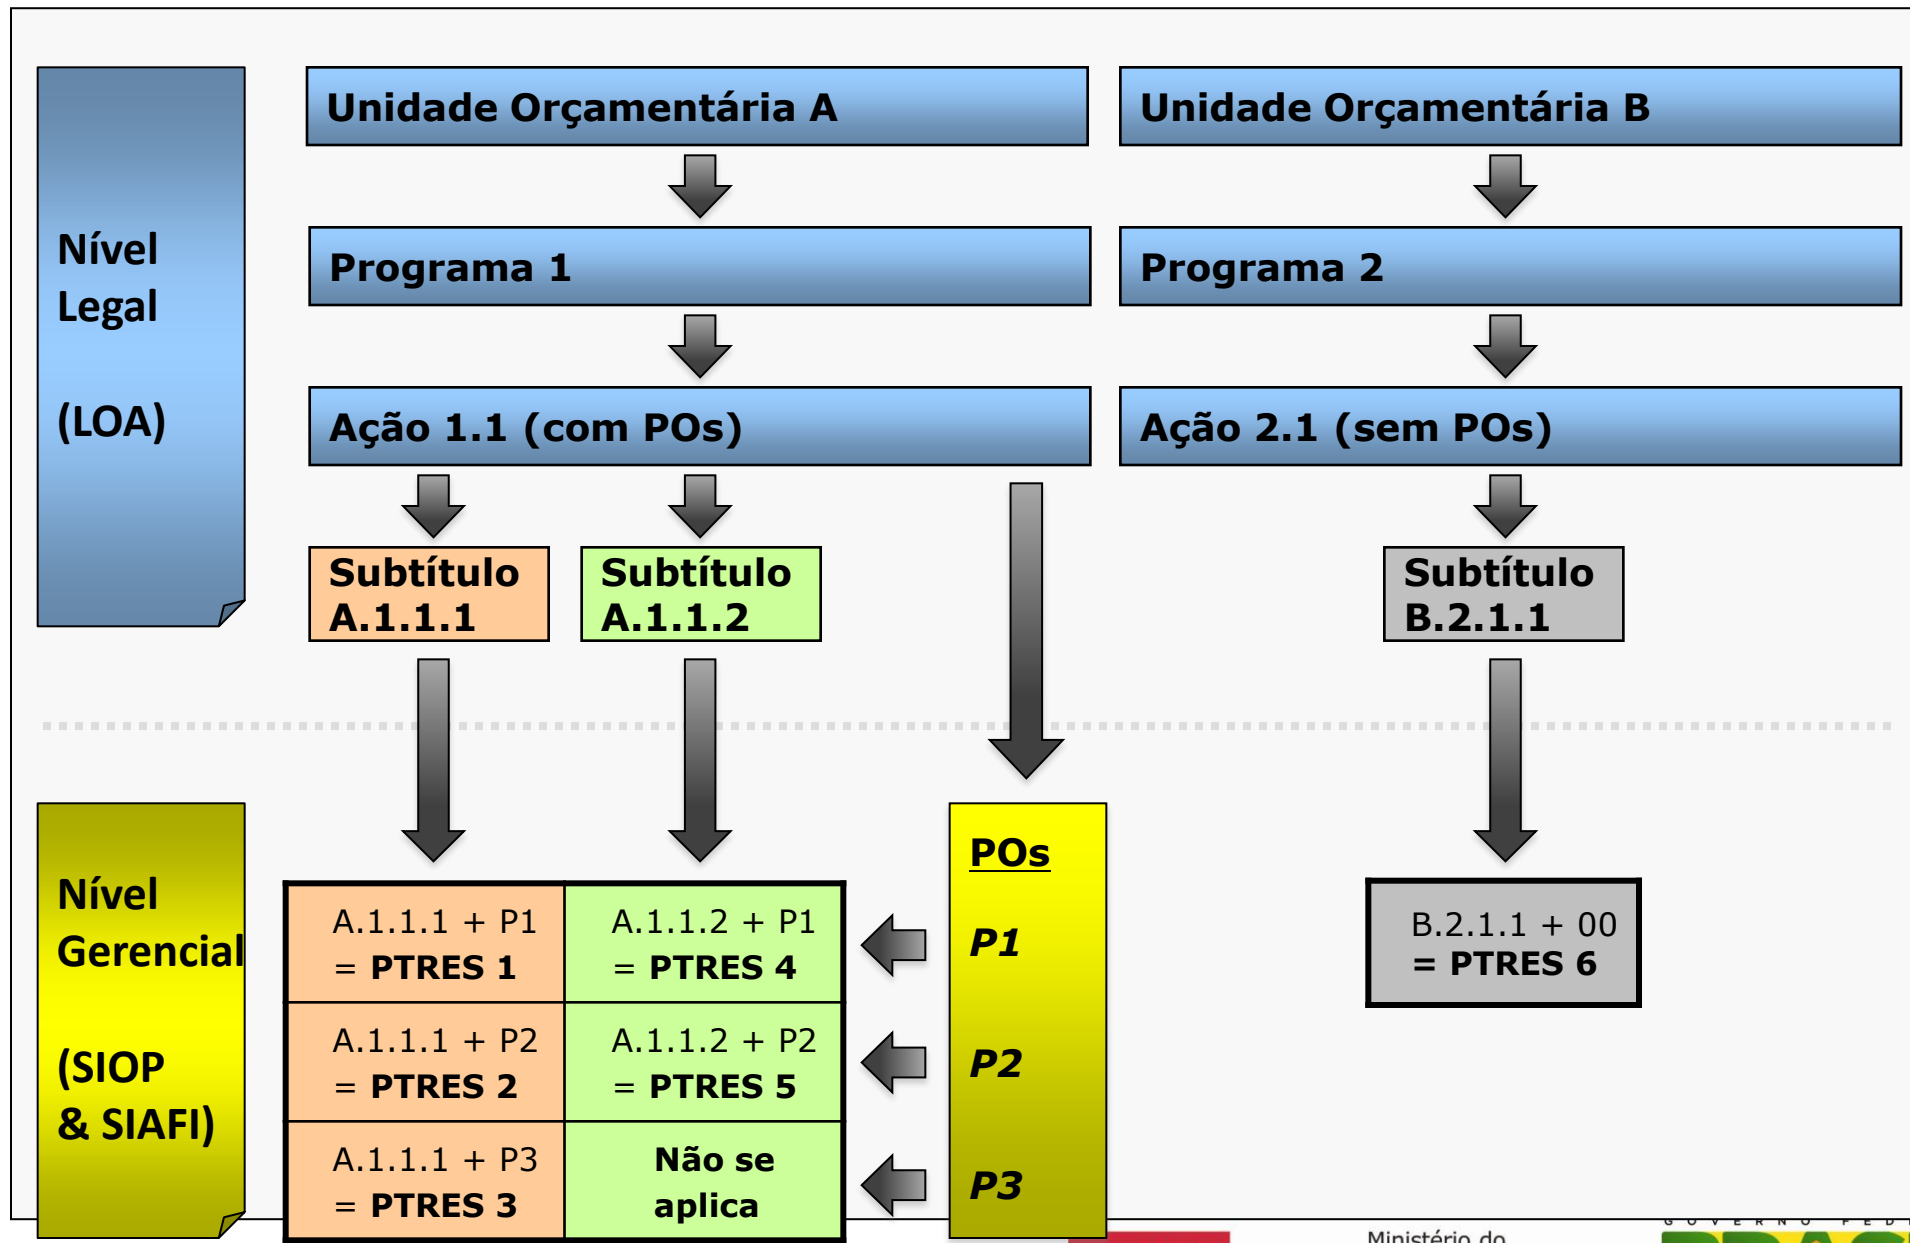 Unidade Orçamentária A
Unidade Orçamentária B
Nível
Legal
(LOA)
Programa 1
Programa 2
Ação 1.1 (com POs)
Ação 2.1 (sem POs)
Subtítulo
A.1.1.1
Subtítulo
A.1.1.2
Subtítulo
B.2.1.1
Nível
Gerencial
(SIOP
& SIAFI)
A.1.1.1 + P1
= PTRES 1
A.1.1.2 + P1
= PTRES 4
A.1.1.1 + P2
= PTRES 2
A.1.1.2 + P2
= PTRES 5
A.1.1.1 + P3
= PTRES 3
Não se
aplica
POs
P1
P2
P3
B.2.1.1 + 00
= PTRES 6
Ministério do
GOVERNO